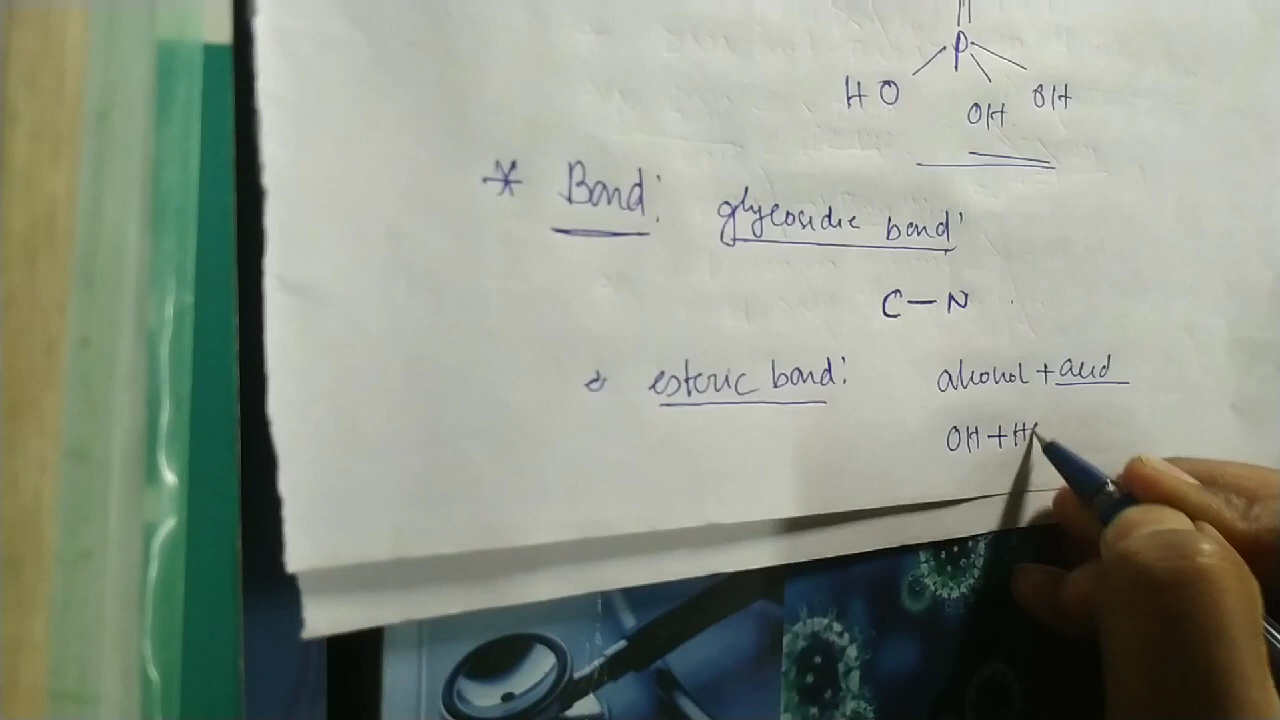 P
HO OH OH
* Bond: glycosidic bond'
C-N
esteric bond: alcohol + acid
OH + H